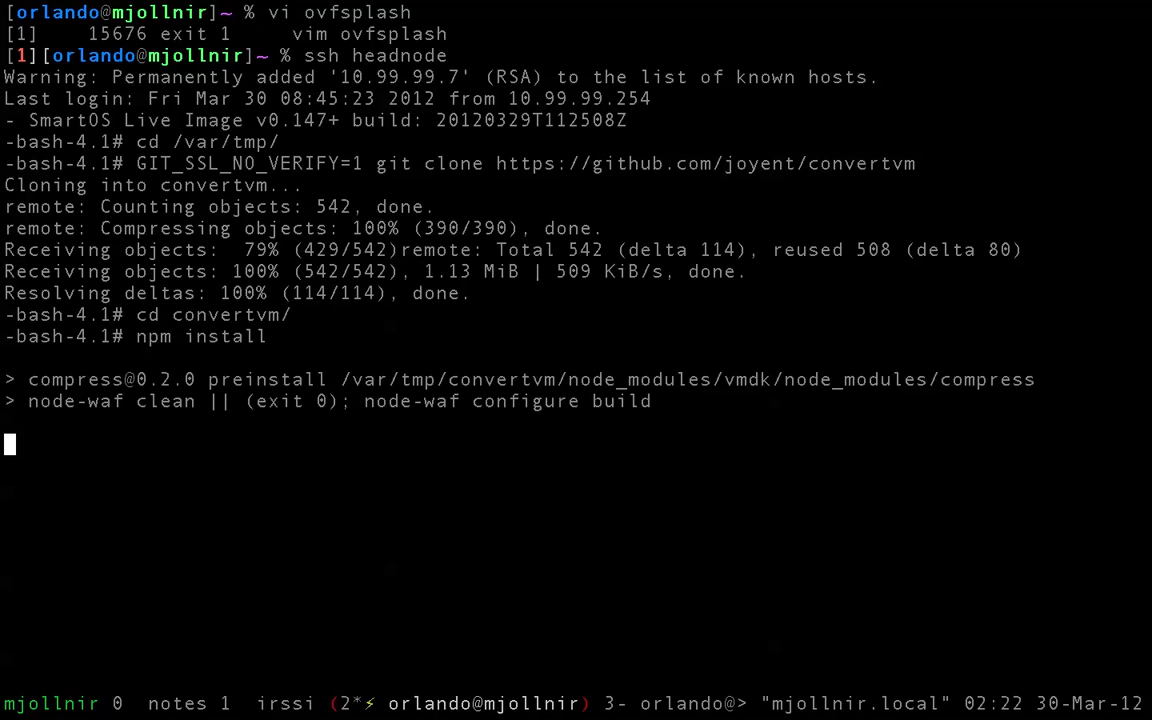 [orlando@mjollnir]~ % vi ovfsplash
[1]    15676 exit 1     vim ovfsplash
[1][orlando@mjollnir]~ % ssh headnode
Warning: Permanently added '10.99.99.7' (RSA) to the list of known hosts.
Last login: Fri Mar 30 08:45:23 2012 from 10.99.99.254
- SmartOS Live Image v0.147+ build: 20120329T112508Z
-bash-4.1# cd /var/tmp/
-bash-4.1# GIT_SSL_NO_VERIFY=1 git clone https://github.com/joyent/convertvm
Cloning into convertvm...
remote: Counting objects: 542, done.
remote: Compressing objects: 100% (390/390), done.
Receiving objects:  79% (429/542)remote: Total 542 (delta 114), reused 508 (delta 80)
Receiving objects: 100% (542/542), 1.13 MiB | 509 KiB/s, done.
Resolving deltas: 100% (114/114), done.
-bash-4.1# cd convertvm/
-bash-4.1# npm install
> compress@0.2.0 preinstall /var/tmp/convertvm/node_modules/vmdk/node_modules/compress
> node-waf clean || (exit 0); node-waf configure build
mjollnir 0  notes 1  irssi (2*⚡ orlando@mjollnir) 3- orlando@> "mjollnir.local" 02:22 30-Mar-12